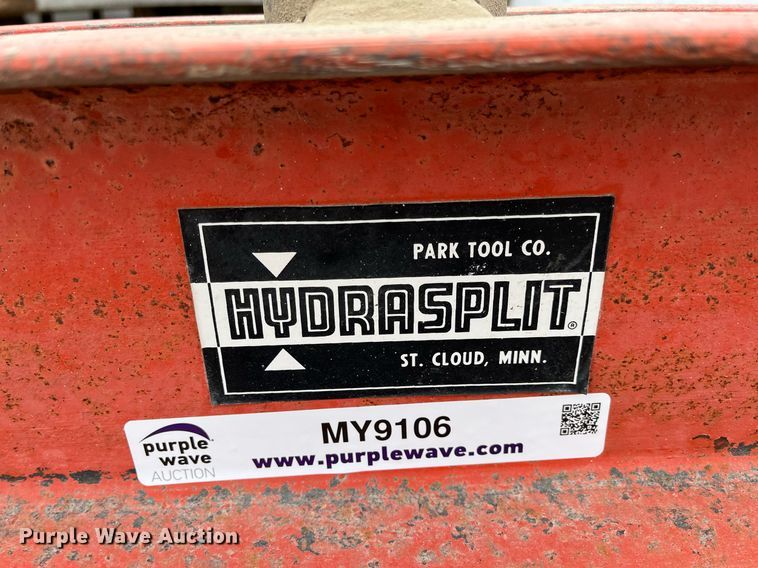 PARK TOOL CO.
HYDRASPLIT®
ST. CLOUD, MINN.
purple wave AUCTION
MY9106
www.purplewave.com
Purple Wave Auction